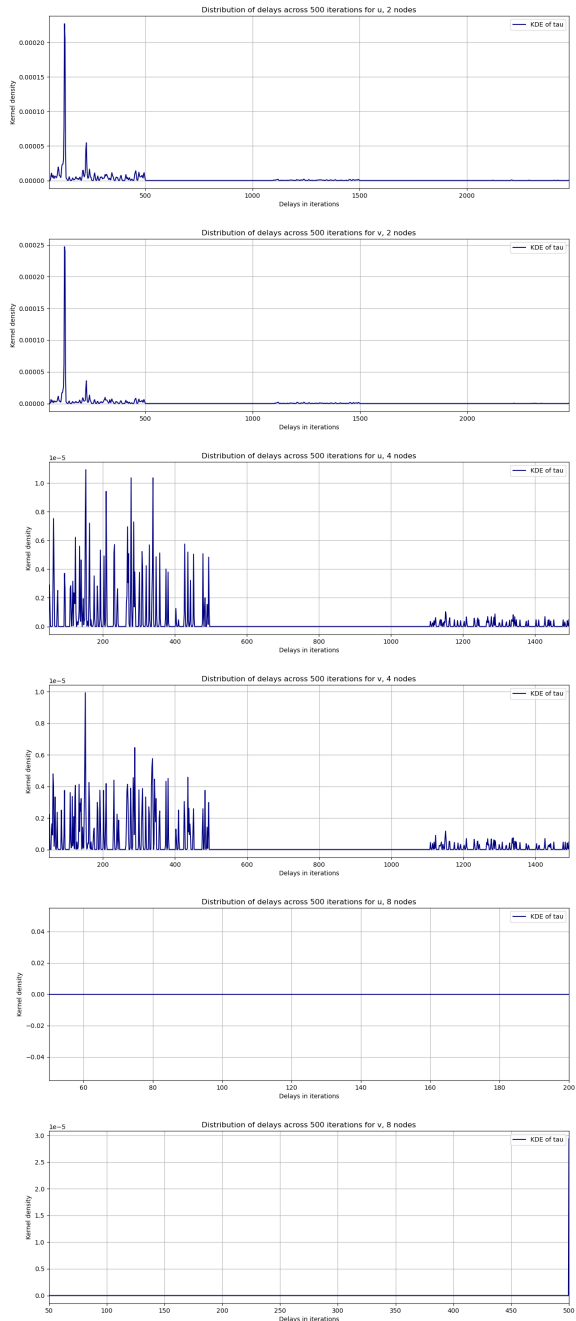 Distribution of delays across 500 iterations for u, 2 nodes
KDE of tau
Kernel density
0.00020
0.00015
0.00010
0.00005
0.00000
500 1000 1500 2000
Delays in iterations
Distribution of delays across 500 iterations for v, 2 nodes
KDE of tau
Kernel density
0.00025
0.00020
0.00015
0.00010
0.00005
0.00000
500 1000 1500 2000
Delays in iterations
1e−5
Distribution of delays across 500 iterations for u, 4 nodes
KDE of tau
Kernel density
1.0
0.8
0.6
0.4
0.2
0.0
200 400 600 800 1000 1200 1400
Delays in iterations
1e−5
Distribution of delays across 500 iterations for v, 4 nodes
KDE of tau
Kernel density
1.0
0.8
0.6
0.4
0.2
0.0
200 400 600 800 1000 1200 1400
Delays in iterations
Distribution of delays across 500 iterations for u, 8 nodes
KDE of tau
Kernel density
0.04
0.02
0.00
−0.02
−0.04
60 80 100 120 140 160 180 200
Delays in iterations
1e−5
Distribution of delays across 500 iterations for v, 8 nodes
KDE of tau
Kernel density
3.0
2.5
2.0
1.5
1.0
0.5
0.0
50 100 150 200 250 300 350 400 450 500
Delays in iterations